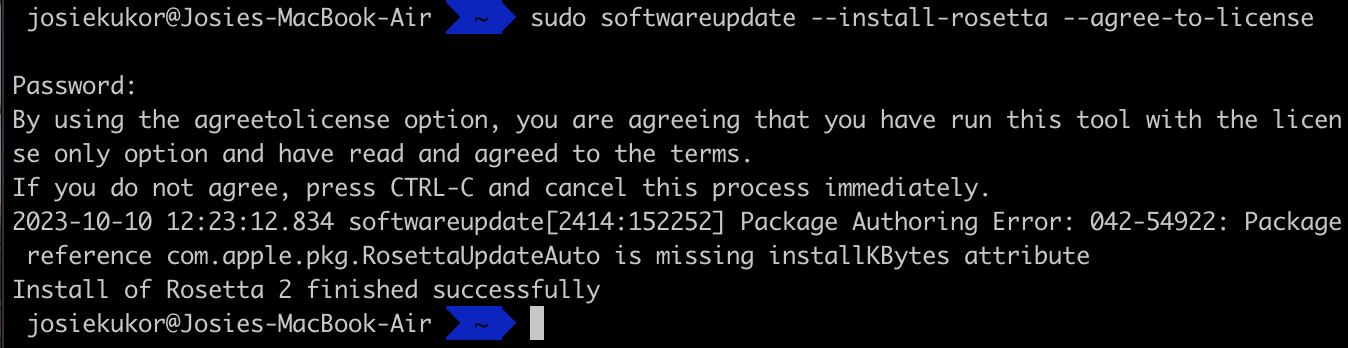 josiekukor@Josies-MacBook-Air ~ sudo softwareupdate --install-rosetta --agree-to-license
Password:
By using the agreetolicense option, you are agreeing that you have run this tool with the licen
se only option and have read and agreed to the terms.
If you do not agree, press CTRL-C and cancel this process immediately.
2023-10-10 12:23:12.834 softwareupdate[2414:152252] Package Authoring Error: 042-54922: Package
reference com.apple.pkg.RosettaUpdateAuto is missing installKBytes attribute
Install of Rosetta 2 finished successfully
josiekukor@Josies-MacBook-Air ~